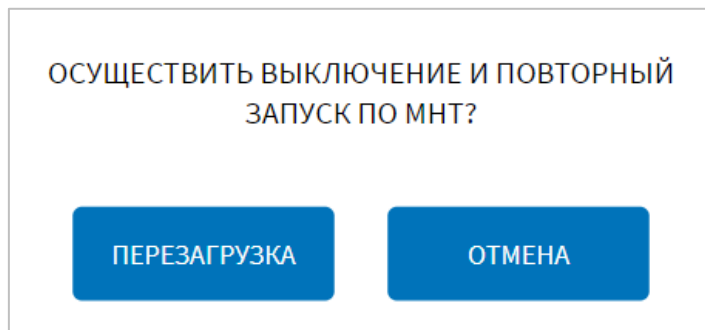 ОСУЩЕСТВИТЬ ВЫКЛЮЧЕНИЕ И ПОВТОРНЫЙ
ЗАПУСК ПО МНТ?
ПЕРЕЗАГРУЗКА
ОТМЕНА